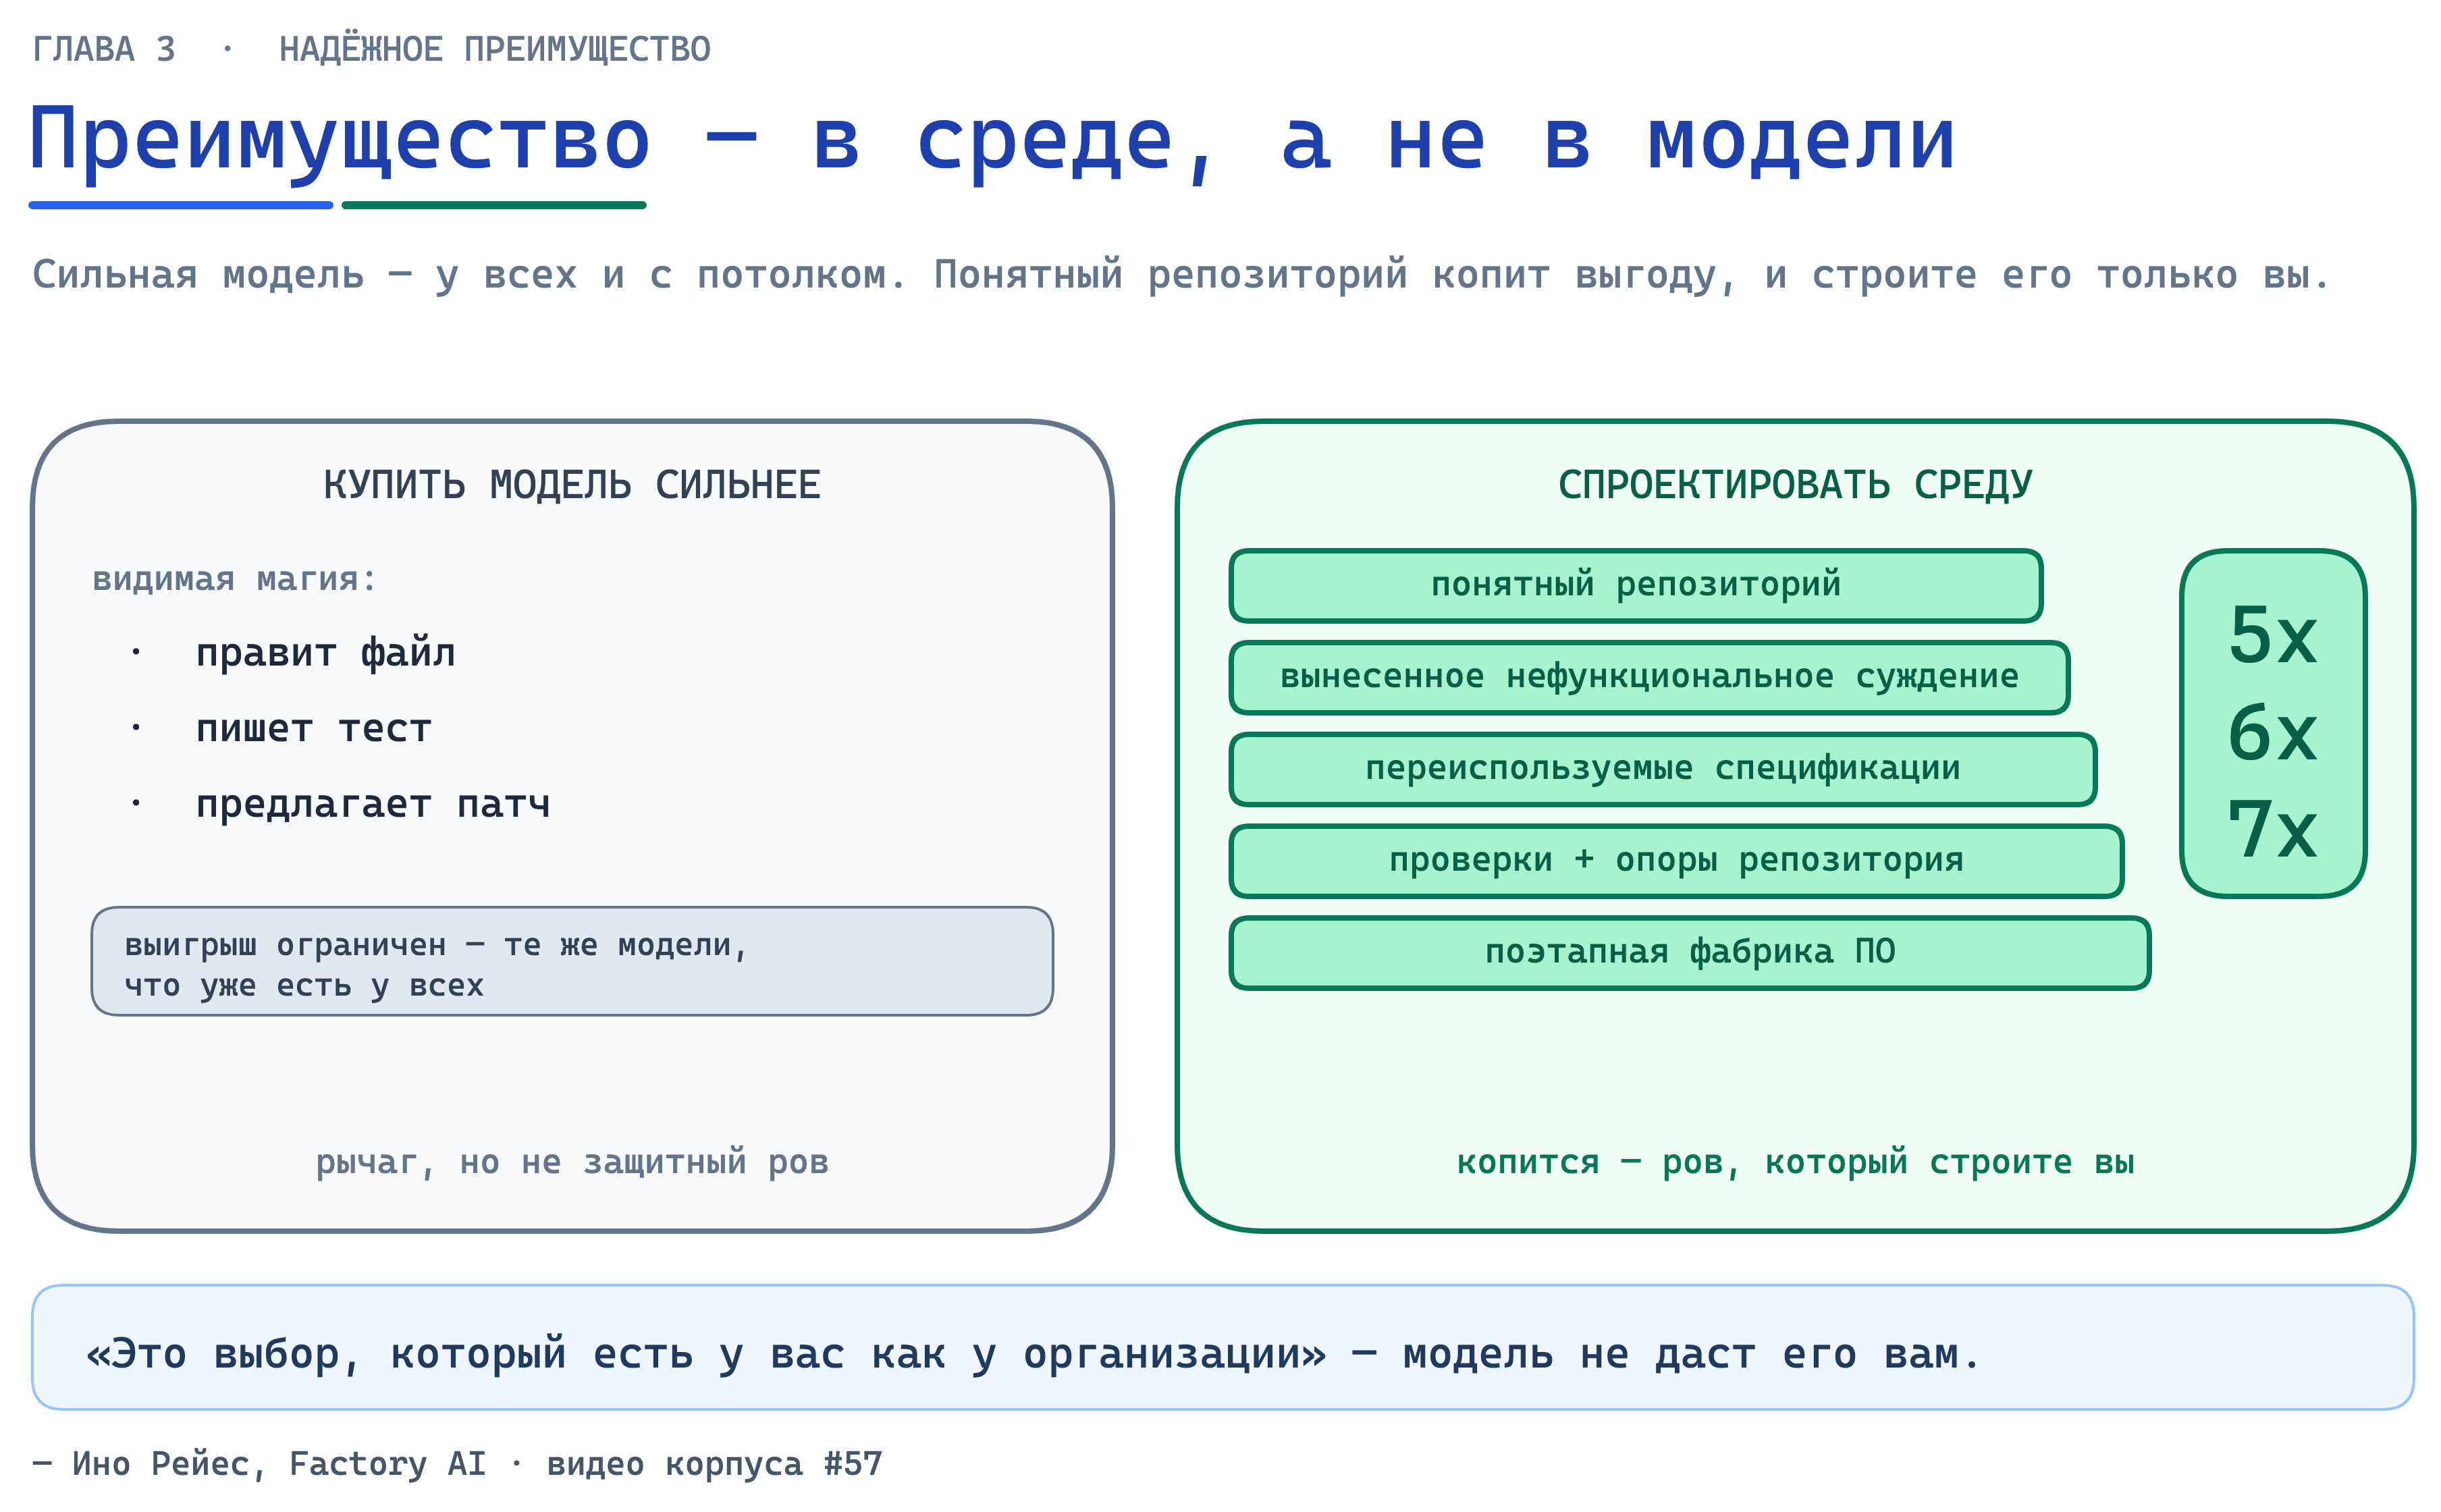 ГЛАВА 3 · НАДЁЖНОЕ ПРЕИМУЩЕСТВО
Преимущество — в среде, а не в модели
Сильная модель — у всех и с потолком. Понятный репозиторий копит выгоду, и строите его только вы.
КУПИТЬ МОДЕЛЬ СИЛЬНЕЕ
видимая магия:
· правит файл
· пишет тест
· предлагает патч
выигрыш ограничен — те же модели,
что уже есть у всех
рычаг, но не защитный ров
СПРОЕКТИРОВАТЬ СРЕДУ
понятный репозиторий
вынесенное нефункциональное суждение
переиспользуемые спецификации
проверки + опоры репозитория
поэтапная фабрика ПО
5x
6x
7x
копится — ров, который строите вы
«Это выбор, который есть у вас как у организации» — модель не даст его вам.
— Ино Рейес, Factory AI · видео корпуса #57